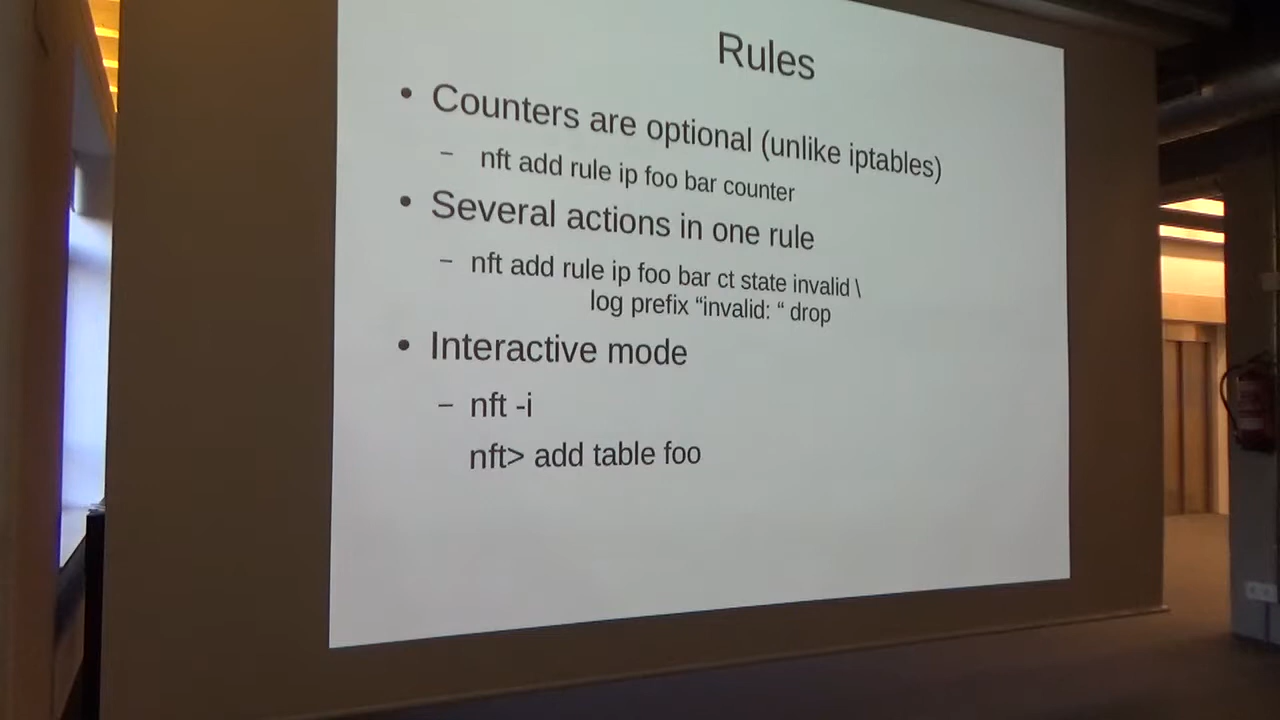 Rules
• Counters are optional (unlike iptables)
– nft add rule ip foo bar counter
• Several actions in one rule
– nft add rule ip foo bar ct state invalid \
log prefix “invalid: “ drop
• Interactive mode
– nft -i
nft> add table foo